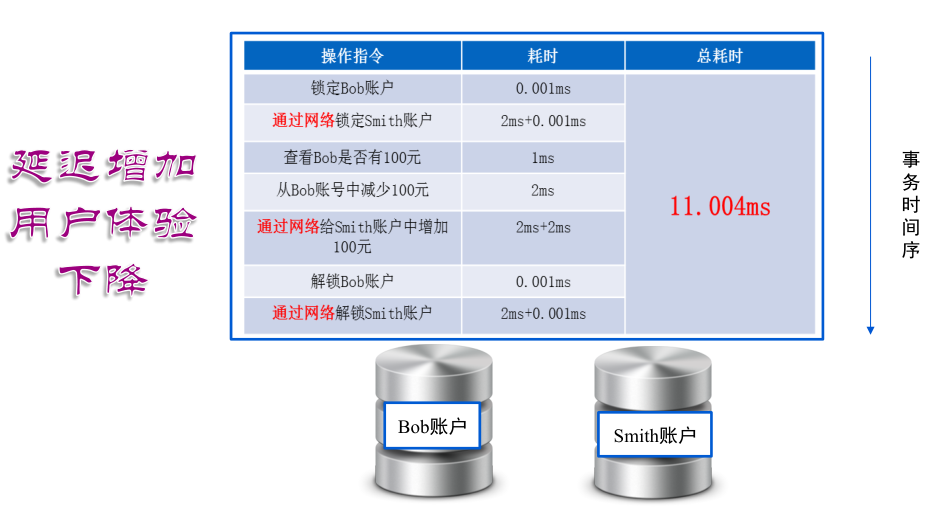 延迟增加
用户体验
下降
操作指令 耗时 总耗时
锁定Bob账户 0.001ms
通过网络锁定Smith账户 2ms+0.001ms
查看Bob是否有100元 1ms
从Bob账号中减少100元 2ms
通过网络给Smith账户中增加 2ms+2ms
100元
解锁Bob账户 0.001ms
通过网络解锁Smith账户 2ms+0.001ms
11.004ms
事务时间序
Bob账户
Smith账户